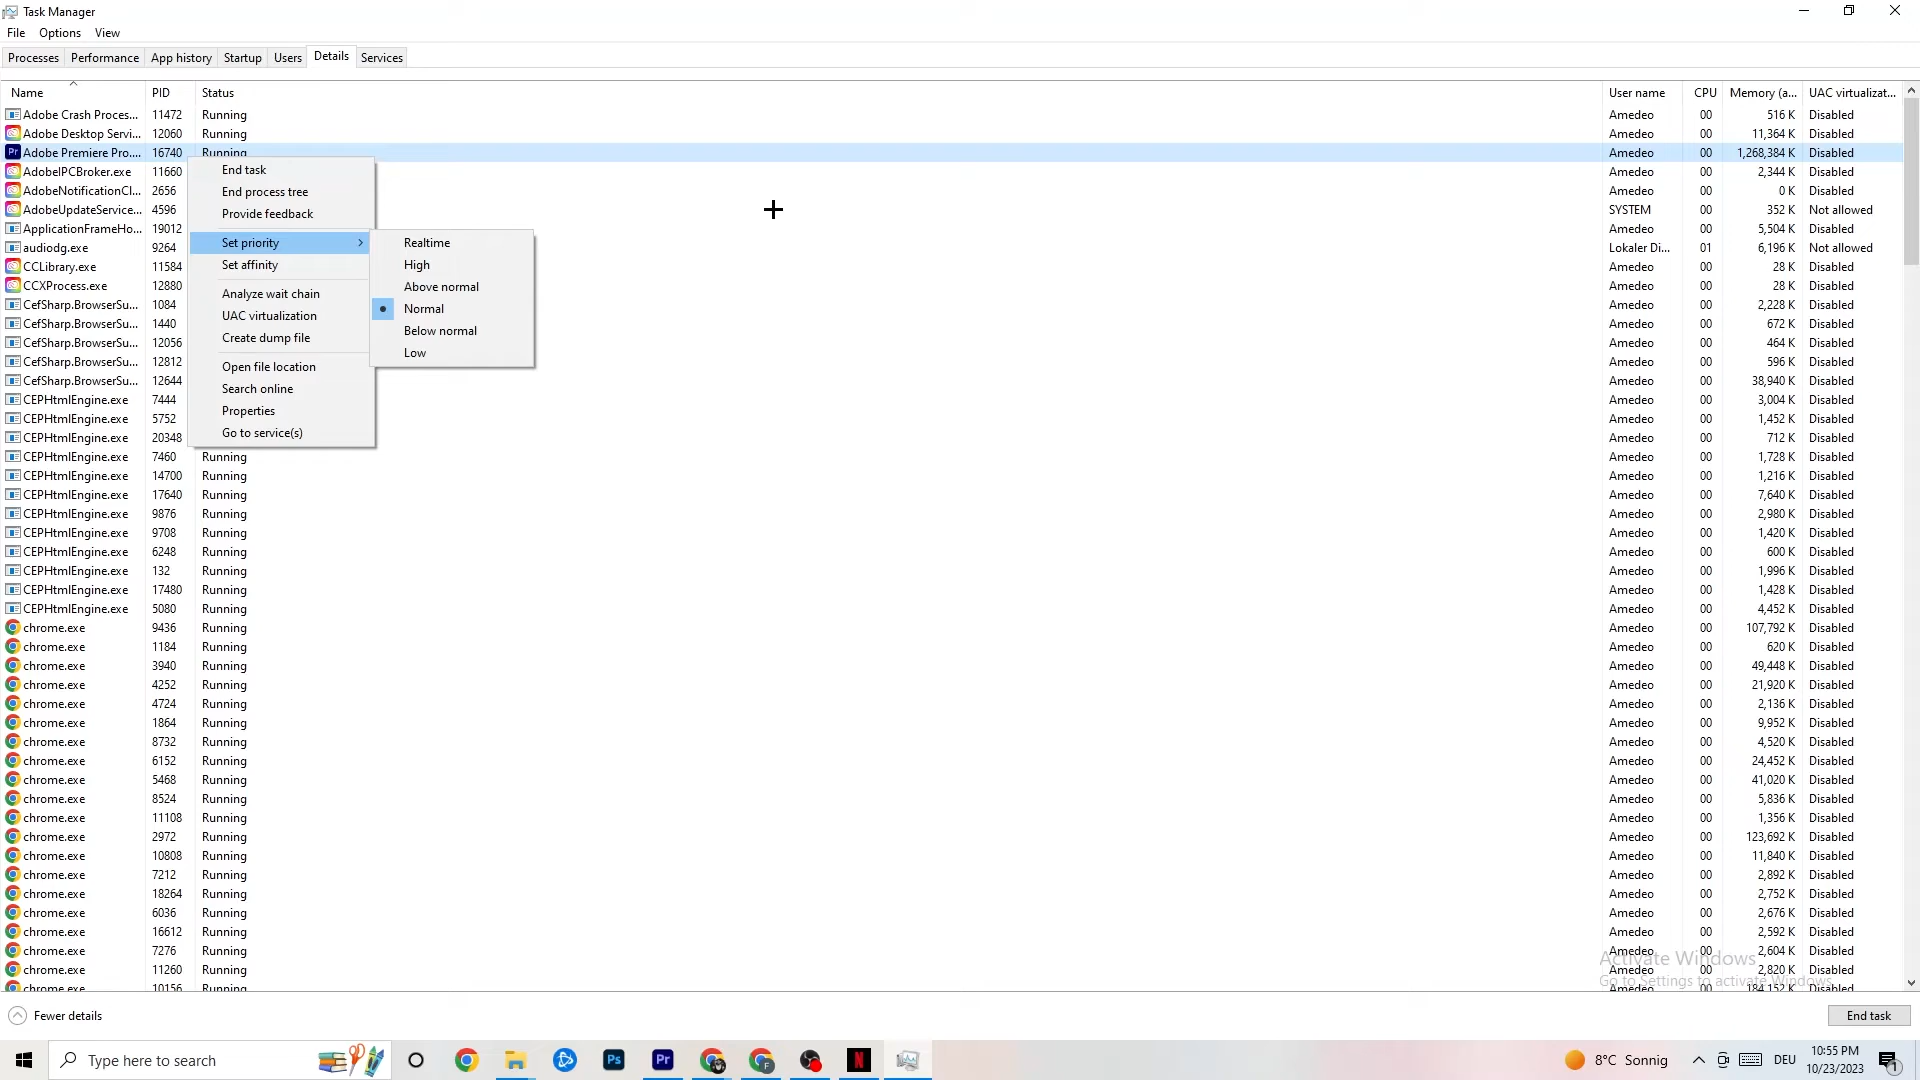 Task Manager
File Options View
Processes Performance App history Startup Users Details Services
Name PID Status User name CPU Memory (a... UAC virtualizat...
Adobe Crash Proces... 11472 Running Amedeo 00 516 K Disabled
Adobe Desktop Servi... 12060 Running Amedeo 00 11,364 K Disabled
Adobe Premiere Pro.... 16740 Running Amedeo 00 1,268,384 K Disabled
AdobeIPCBroker.exe 11660 Amedeo 00 2,344 K Disabled
AdobeNotificationCl... 2656 Amedeo 00 0 K Disabled
AdobeUpdateService... 4596 SYSTEM 00 352 K Not allowed
ApplicationFrameHo... 19012 Amedeo 00 5,504 K Disabled
audiodg.exe 9264 Lokaler Di... 01 6,196 K Not allowed
CCLibrary.exe 11584 Amedeo 00 28 K Disabled
CCXProcess.exe 12880 Amedeo 00 28 K Disabled
CefSharp.BrowserSu... 1084 Amedeo 00 2,228 K Disabled
CefSharp.BrowserSu... 1440 Amedeo 00 672 K Disabled
CefSharp.BrowserSu... 12056 Amedeo 00 464 K Disabled
CefSharp.BrowserSu... 12812 Amedeo 00 596 K Disabled
CefSharp.BrowserSu... 12644 Amedeo 00 38,940 K Disabled
CEPHtmlEngine.exe 7444 Amedeo 00 3,004 K Disabled
CEPHtmlEngine.exe 5752 Amedeo 00 1,452 K Disabled
CEPHtmlEngine.exe 20348 Amedeo 00 712 K Disabled
CEPHtmlEngine.exe 7460 Running Amedeo 00 1,728 K Disabled
CEPHtmlEngine.exe 14700 Running Amedeo 00 1,216 K Disabled
CEPHtmlEngine.exe 17640 Running Amedeo 00 7,640 K Disabled
CEPHtmlEngine.exe 9876 Running Amedeo 00 2,980 K Disabled
CEPHtmlEngine.exe 9708 Running Amedeo 00 1,420 K Disabled
CEPHtmlEngine.exe 6248 Running Amedeo 00 600 K Disabled
CEPHtmlEngine.exe 132 Running Amedeo 00 1,996 K Disabled
CEPHtmlEngine.exe 17480 Running Amedeo 00 1,428 K Disabled
CEPHtmlEngine.exe 5080 Running Amedeo 00 4,452 K Disabled
chrome.exe 9436 Running Amedeo 00 107,792 K Disabled
chrome.exe 1184 Running Amedeo 00 620 K Disabled
chrome.exe 3940 Running Amedeo 00 49,448 K Disabled
chrome.exe 4252 Running Amedeo 00 21,920 K Disabled
chrome.exe 4724 Running Amedeo 00 2,136 K Disabled
chrome.exe 1864 Running Amedeo 00 9,952 K Disabled
chrome.exe 8732 Running Amedeo 00 4,520 K Disabled
chrome.exe 6152 Running Amedeo 00 24,452 K Disabled
chrome.exe 5468 Running Amedeo 00 41,020 K Disabled
chrome.exe 8524 Running Amedeo 00 5,836 K Disabled
chrome.exe 11108 Running Amedeo 00 1,356 K Disabled
chrome.exe 2972 Running Amedeo 00 123,692 K Disabled
chrome.exe 10808 Running Amedeo 00 11,840 K Disabled
chrome.exe 7212 Running Amedeo 00 2,892 K Disabled
chrome.exe 18264 Running Amedeo 00 2,752 K Disabled
chrome.exe 6036 Running Amedeo 00 2,676 K Disabled
chrome.exe 16612 Running Amedeo 00 2,592 K Disabled
chrome.exe 7276 Running Amedeo 00 2,604 K Disabled
chrome.exe 11260 Running Amedeo 00 2,820 K Disabled
chrome.exe 10156 Running Amedeo 00 184,152 K Disabled
End task
End process tree
Provide feedback
Set priority
Set affinity
Analyze wait chain
UAC virtualization
Create dump file
Open file location
Search online
Properties
Go to service(s)
Realtime
High
Above normal
Normal
Below normal
Low
Activate Windows
Go to Settings to activate Windows.
Fewer details End task
Type here to search Ps Pr F N 8°C Sonnig DEU 10:55 PM
10/23/2023 1